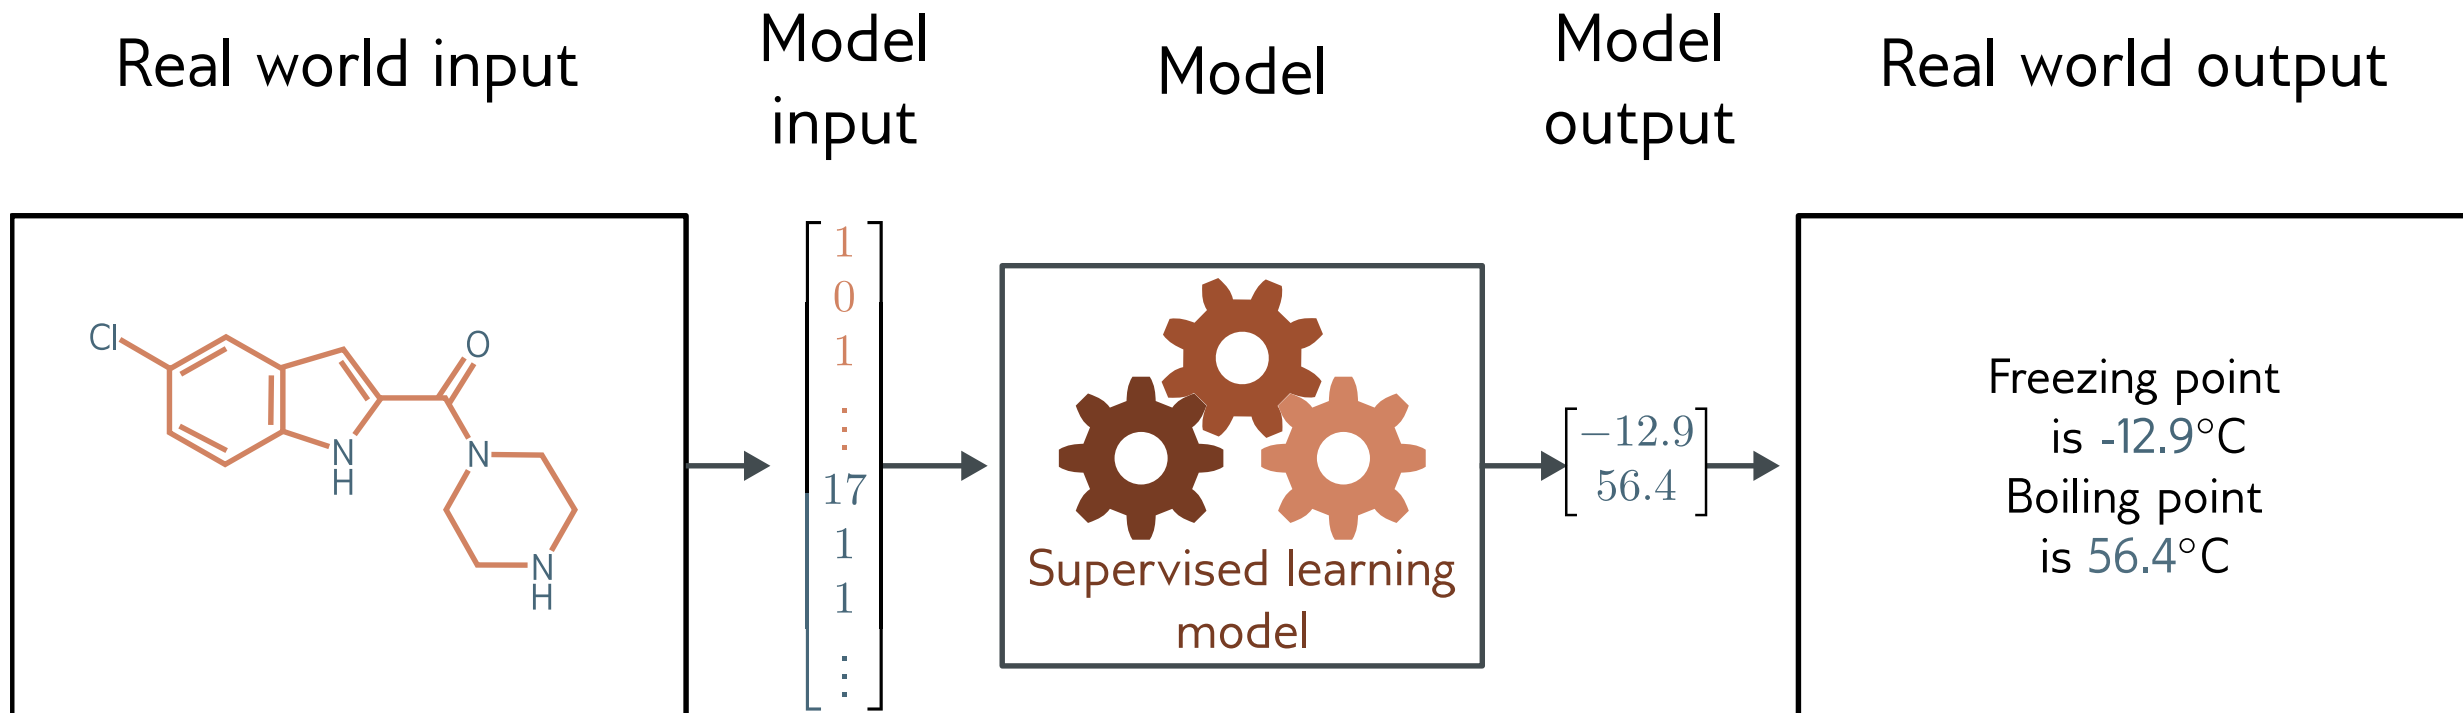 Real world input
Model
input
Model
Model
output
Real world output
Cl
O
N
H
N
N
H
1
0
1
⋮
17
1
1
⋮
Supervised learning
model
−12.9
56.4
Freezing point
is -12.9°C
Boiling point
is 56.4°C